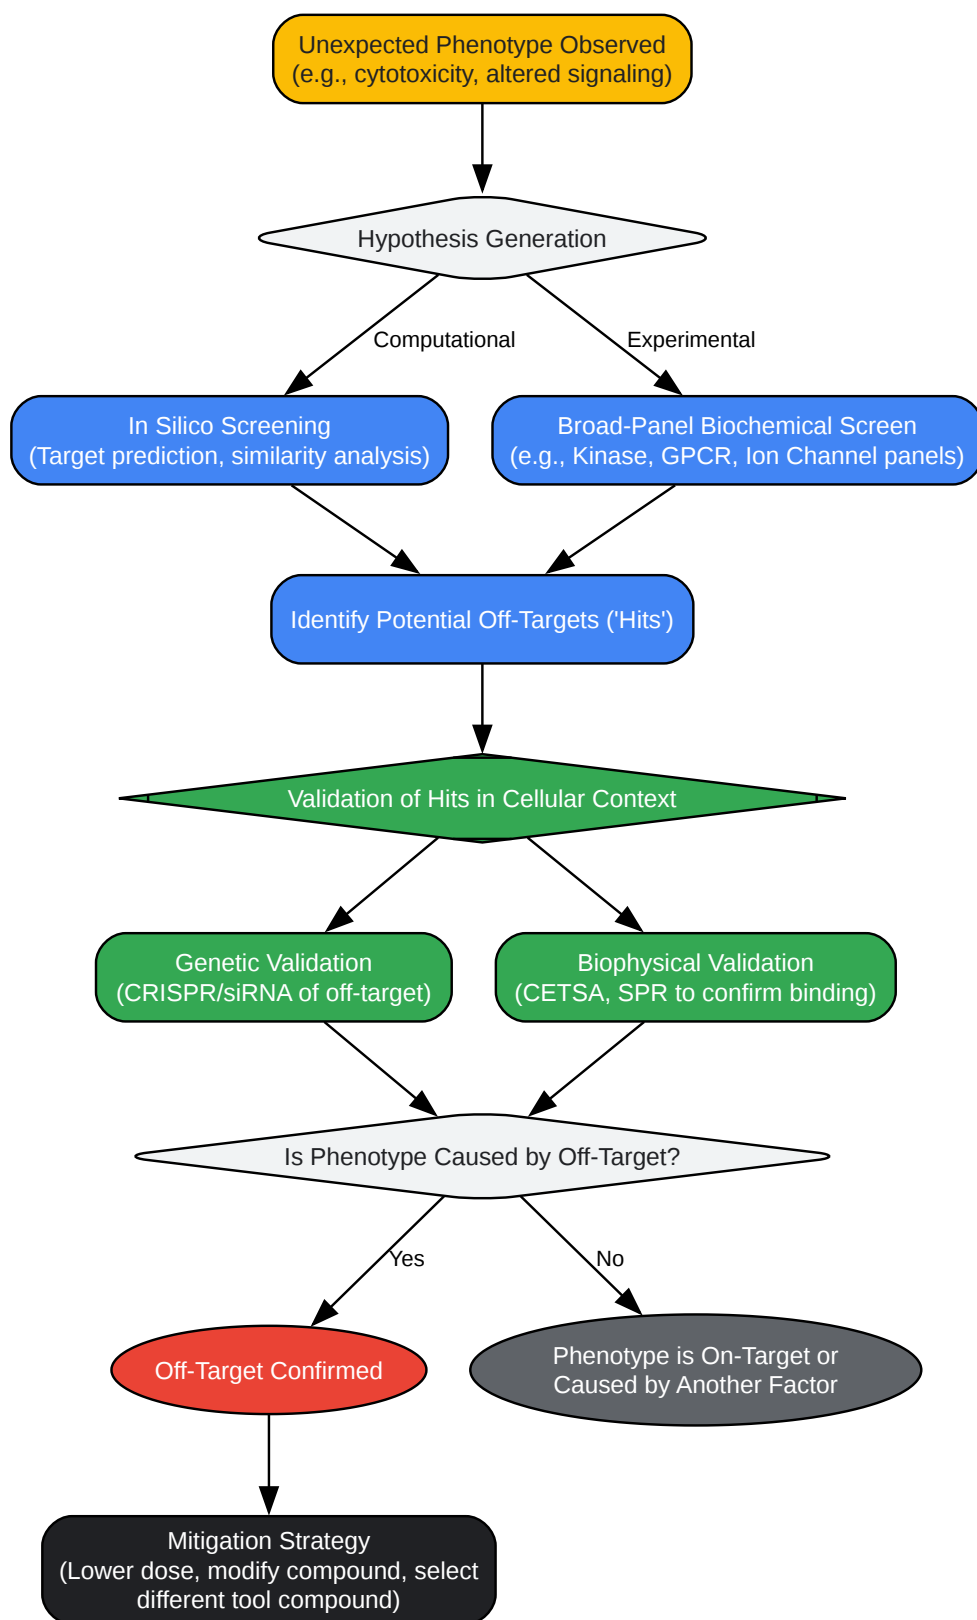 Unexpected Phenotype Observed
(e.g., cytotoxicity, altered signaling)
Hypothesis Generation
Computational
Experimental
In Silico Screening
(Target prediction, similarity analysis)
Broad-Panel Biochemical Screen
(e.g., Kinase, GPCR, Ion Channel panels)
Identify Potential Off-Targets ('Hits')
Validation of Hits in Cellular Context
Genetic Validation
(CRISPR/siRNA of off-target)
Biophysical Validation
(CETSA, SPR to confirm binding)
Is Phenotype Caused by Off-Target?
Yes
No
Off-Target Confirmed
Phenotype is On-Target or
Caused by Another Factor
Mitigation Strategy
(Lower dose, modify compound, select
different tool compound)